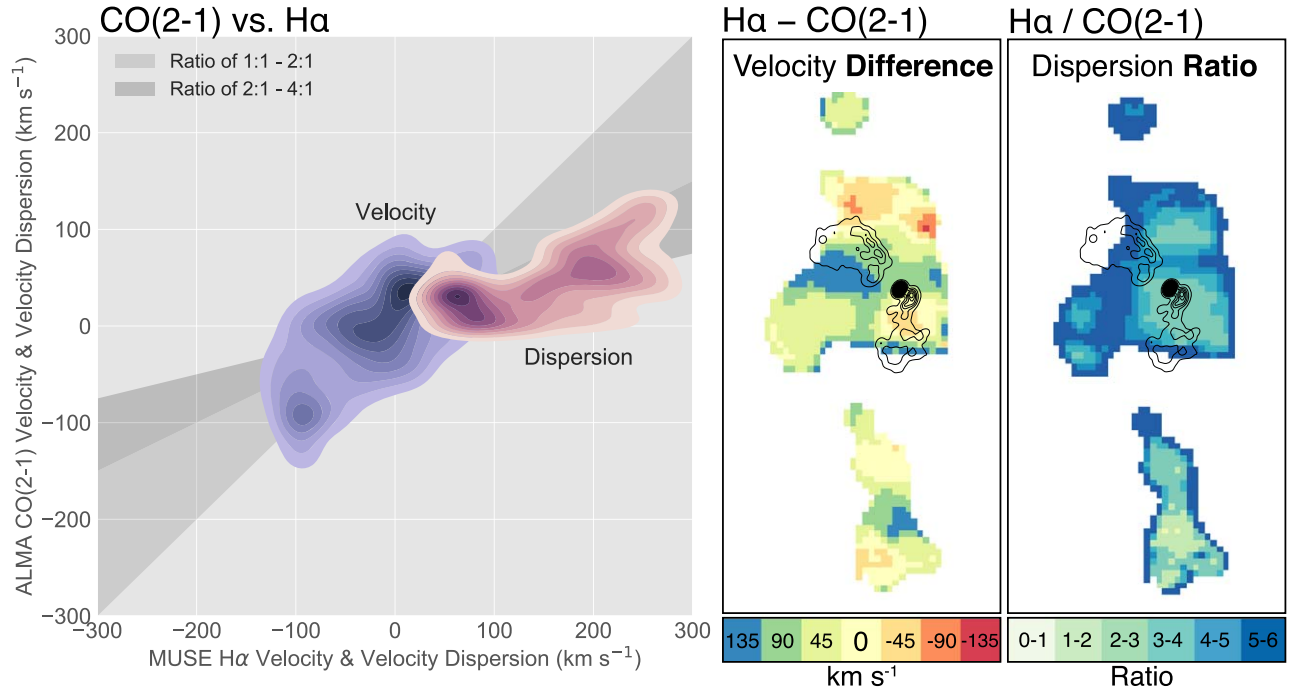 CO(2-1) vs. Hα
Ratio of 1:1 - 2:1
Ratio of 2:1 - 4:1
Velocity
Dispersion
300
200
100
0
−100
−200
−300
ALMA CO(2-1) Velocity & Velocity Dispersion (km s⁻¹)
−300 −200 −100 0 100 200 300
MUSE Hα Velocity & Velocity Dispersion (km s⁻¹)
Hα – CO(2-1)
Velocity Difference
135 90 45 0 -45 -90 -135
km s⁻¹
Hα / CO(2-1)
Dispersion Ratio
0-1 1-2 2-3 3-4 4-5 5-6
Ratio